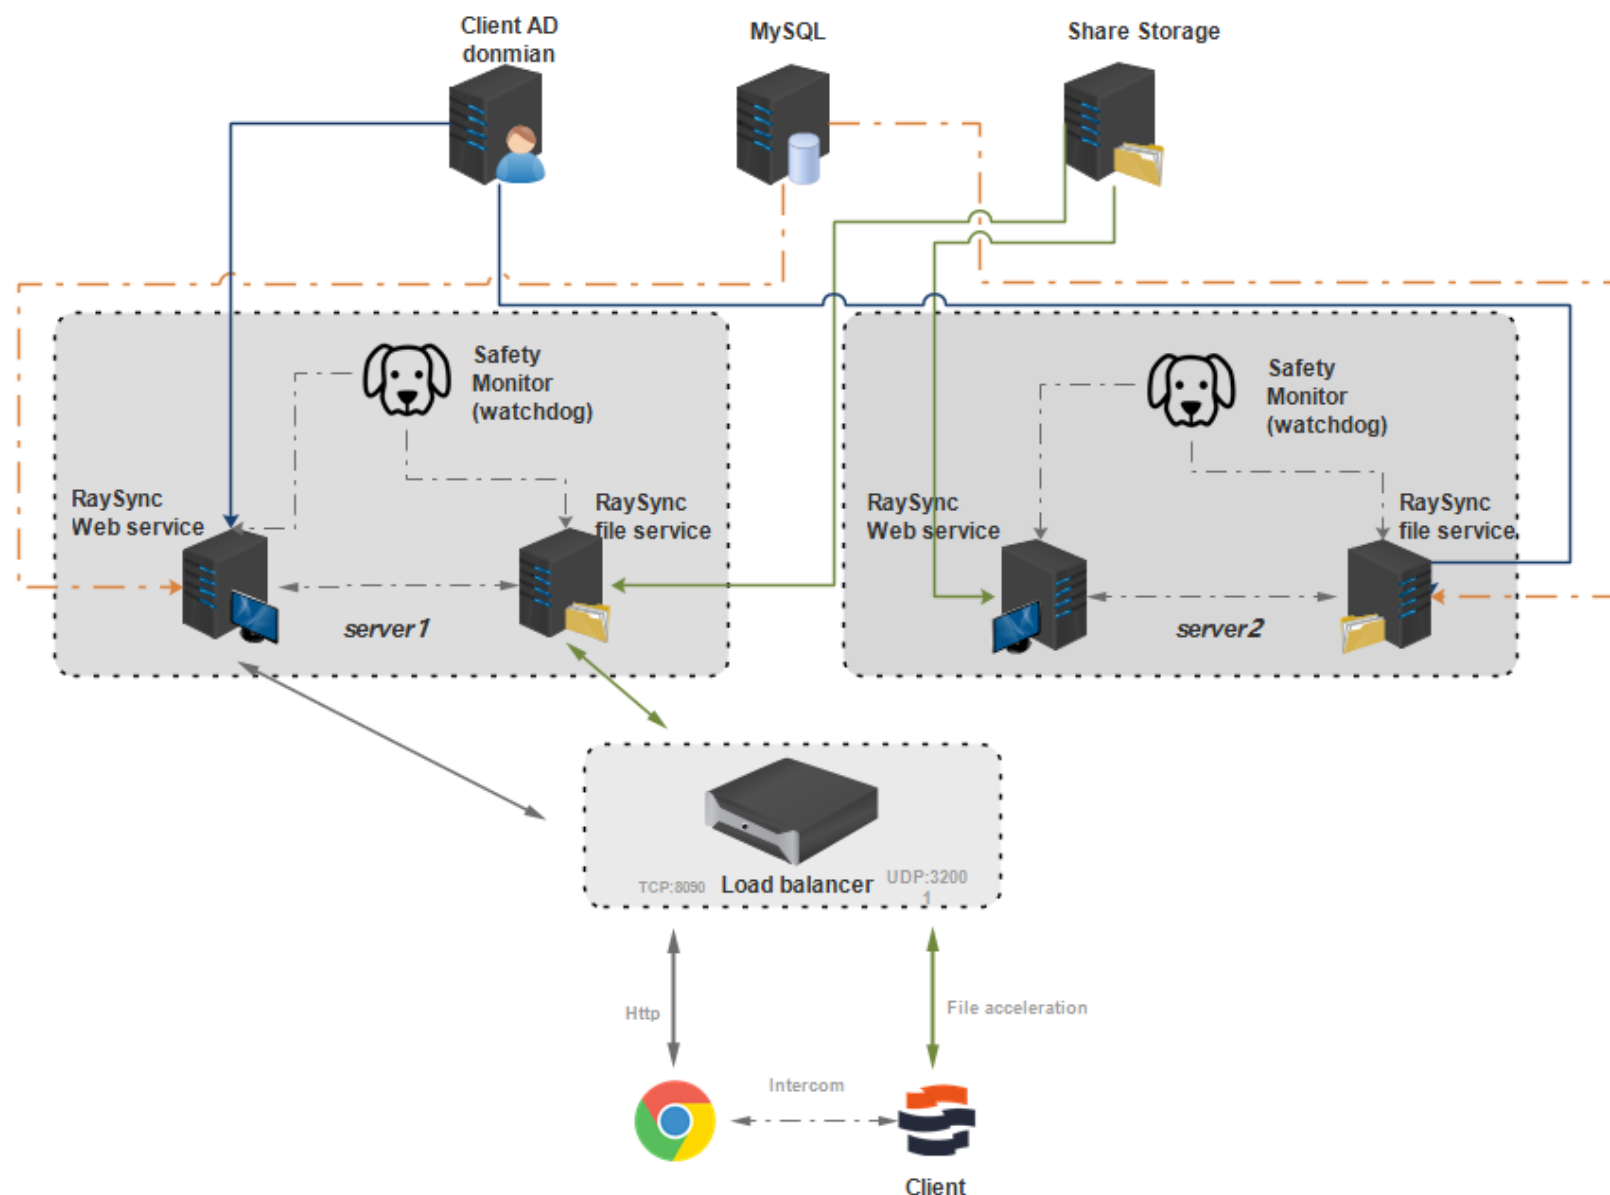 Client AD
donmian
MySQL
Share Storage
Safety
Monitor
(watchdog)
Safety
Monitor
(watchdog)
RaySync
Web service
RaySync
file service
RaySync
Web service
RaySync
file service
server1
server2
TCP:8090
Load balancer
UDP:3200
1
Http
File acceleration
Intercom
Client